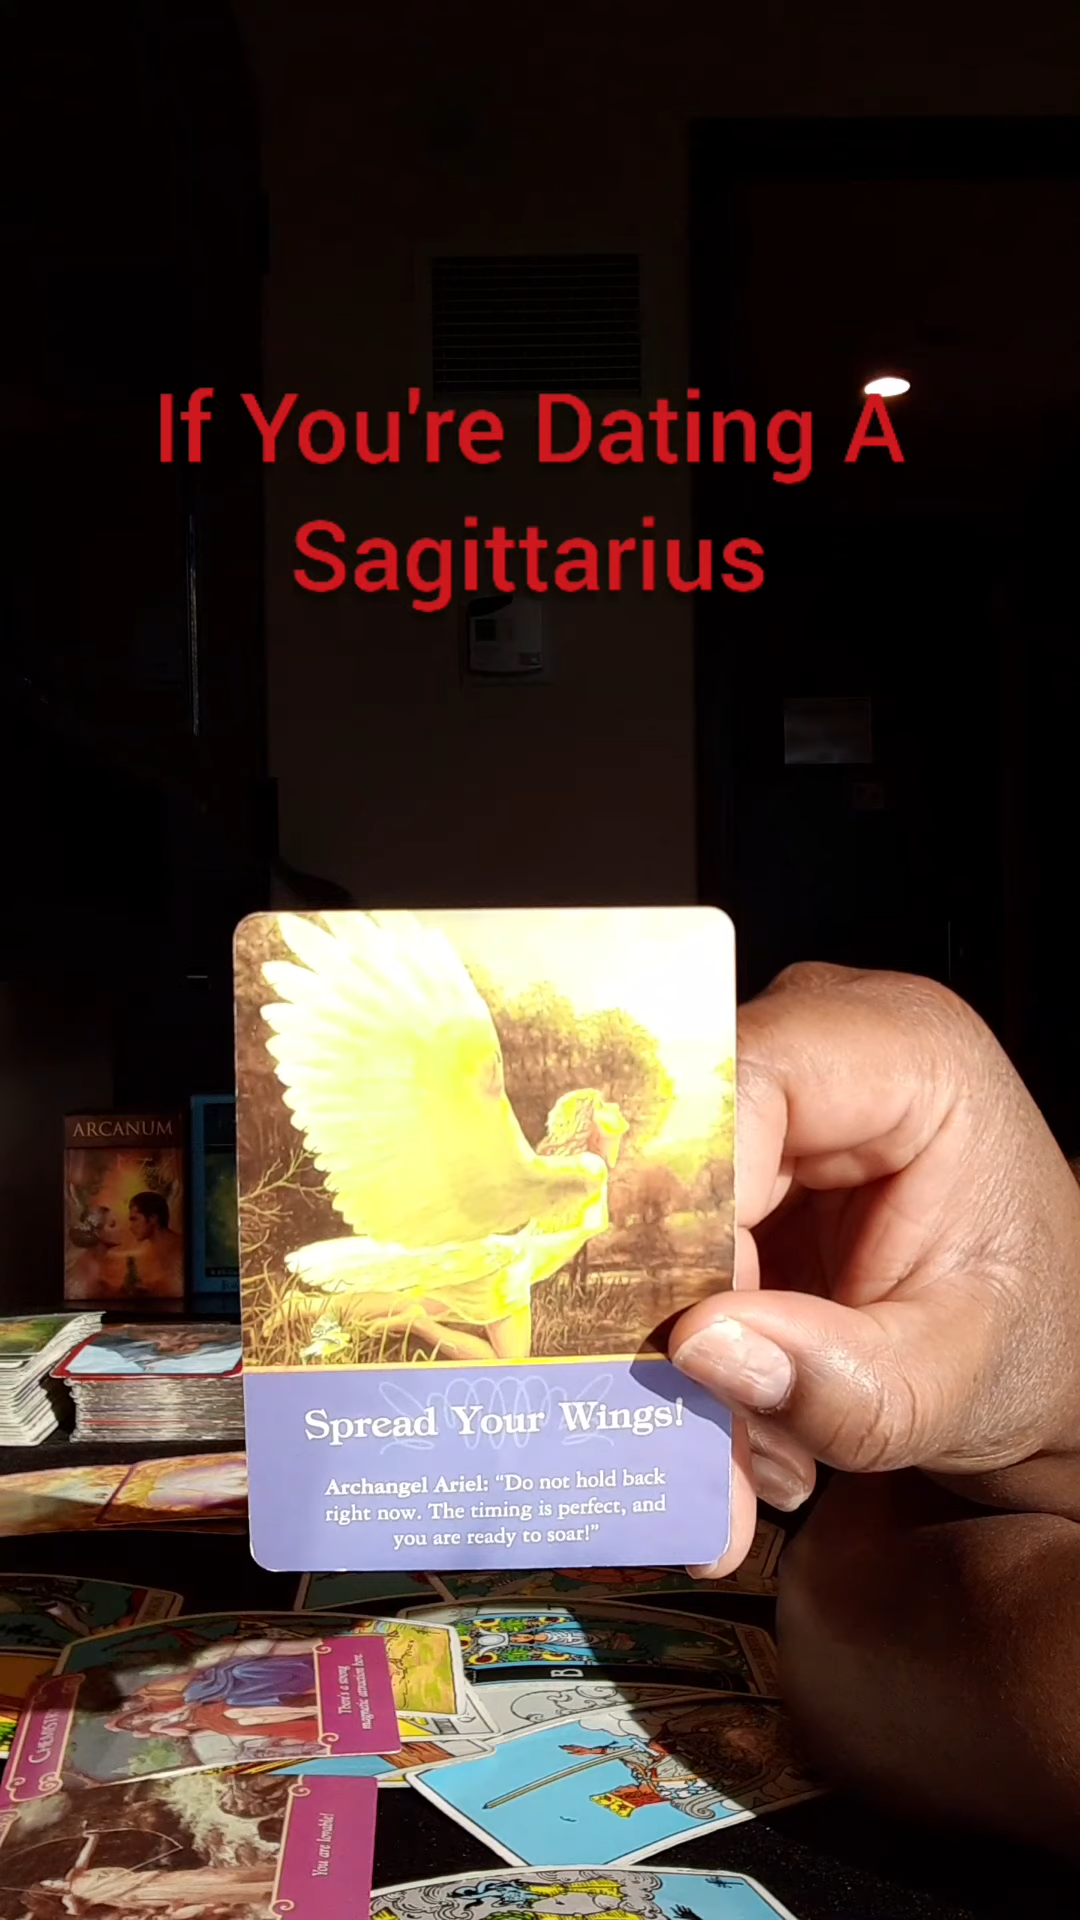 If You're Dating A
Sagittarius
ARCANUM
Tarot
Spread Your Wings!
Archangel Ariel: "Do not hold back
right now. The timing is perfect, and
you are ready to soar!"
There's a strong
magnetic attraction here.
B
You are lovable!